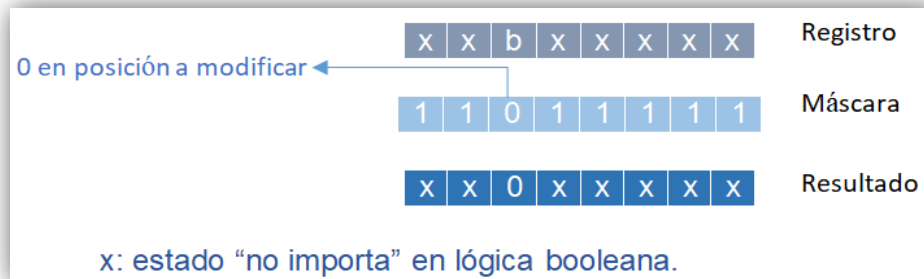 x x b x x x x x Registro
0 en posición a modificar
1 1 0 1 1 1 1 1 Máscara
x x 0 x x x x x Resultado
x: estado “no importa” en lógica booleana.